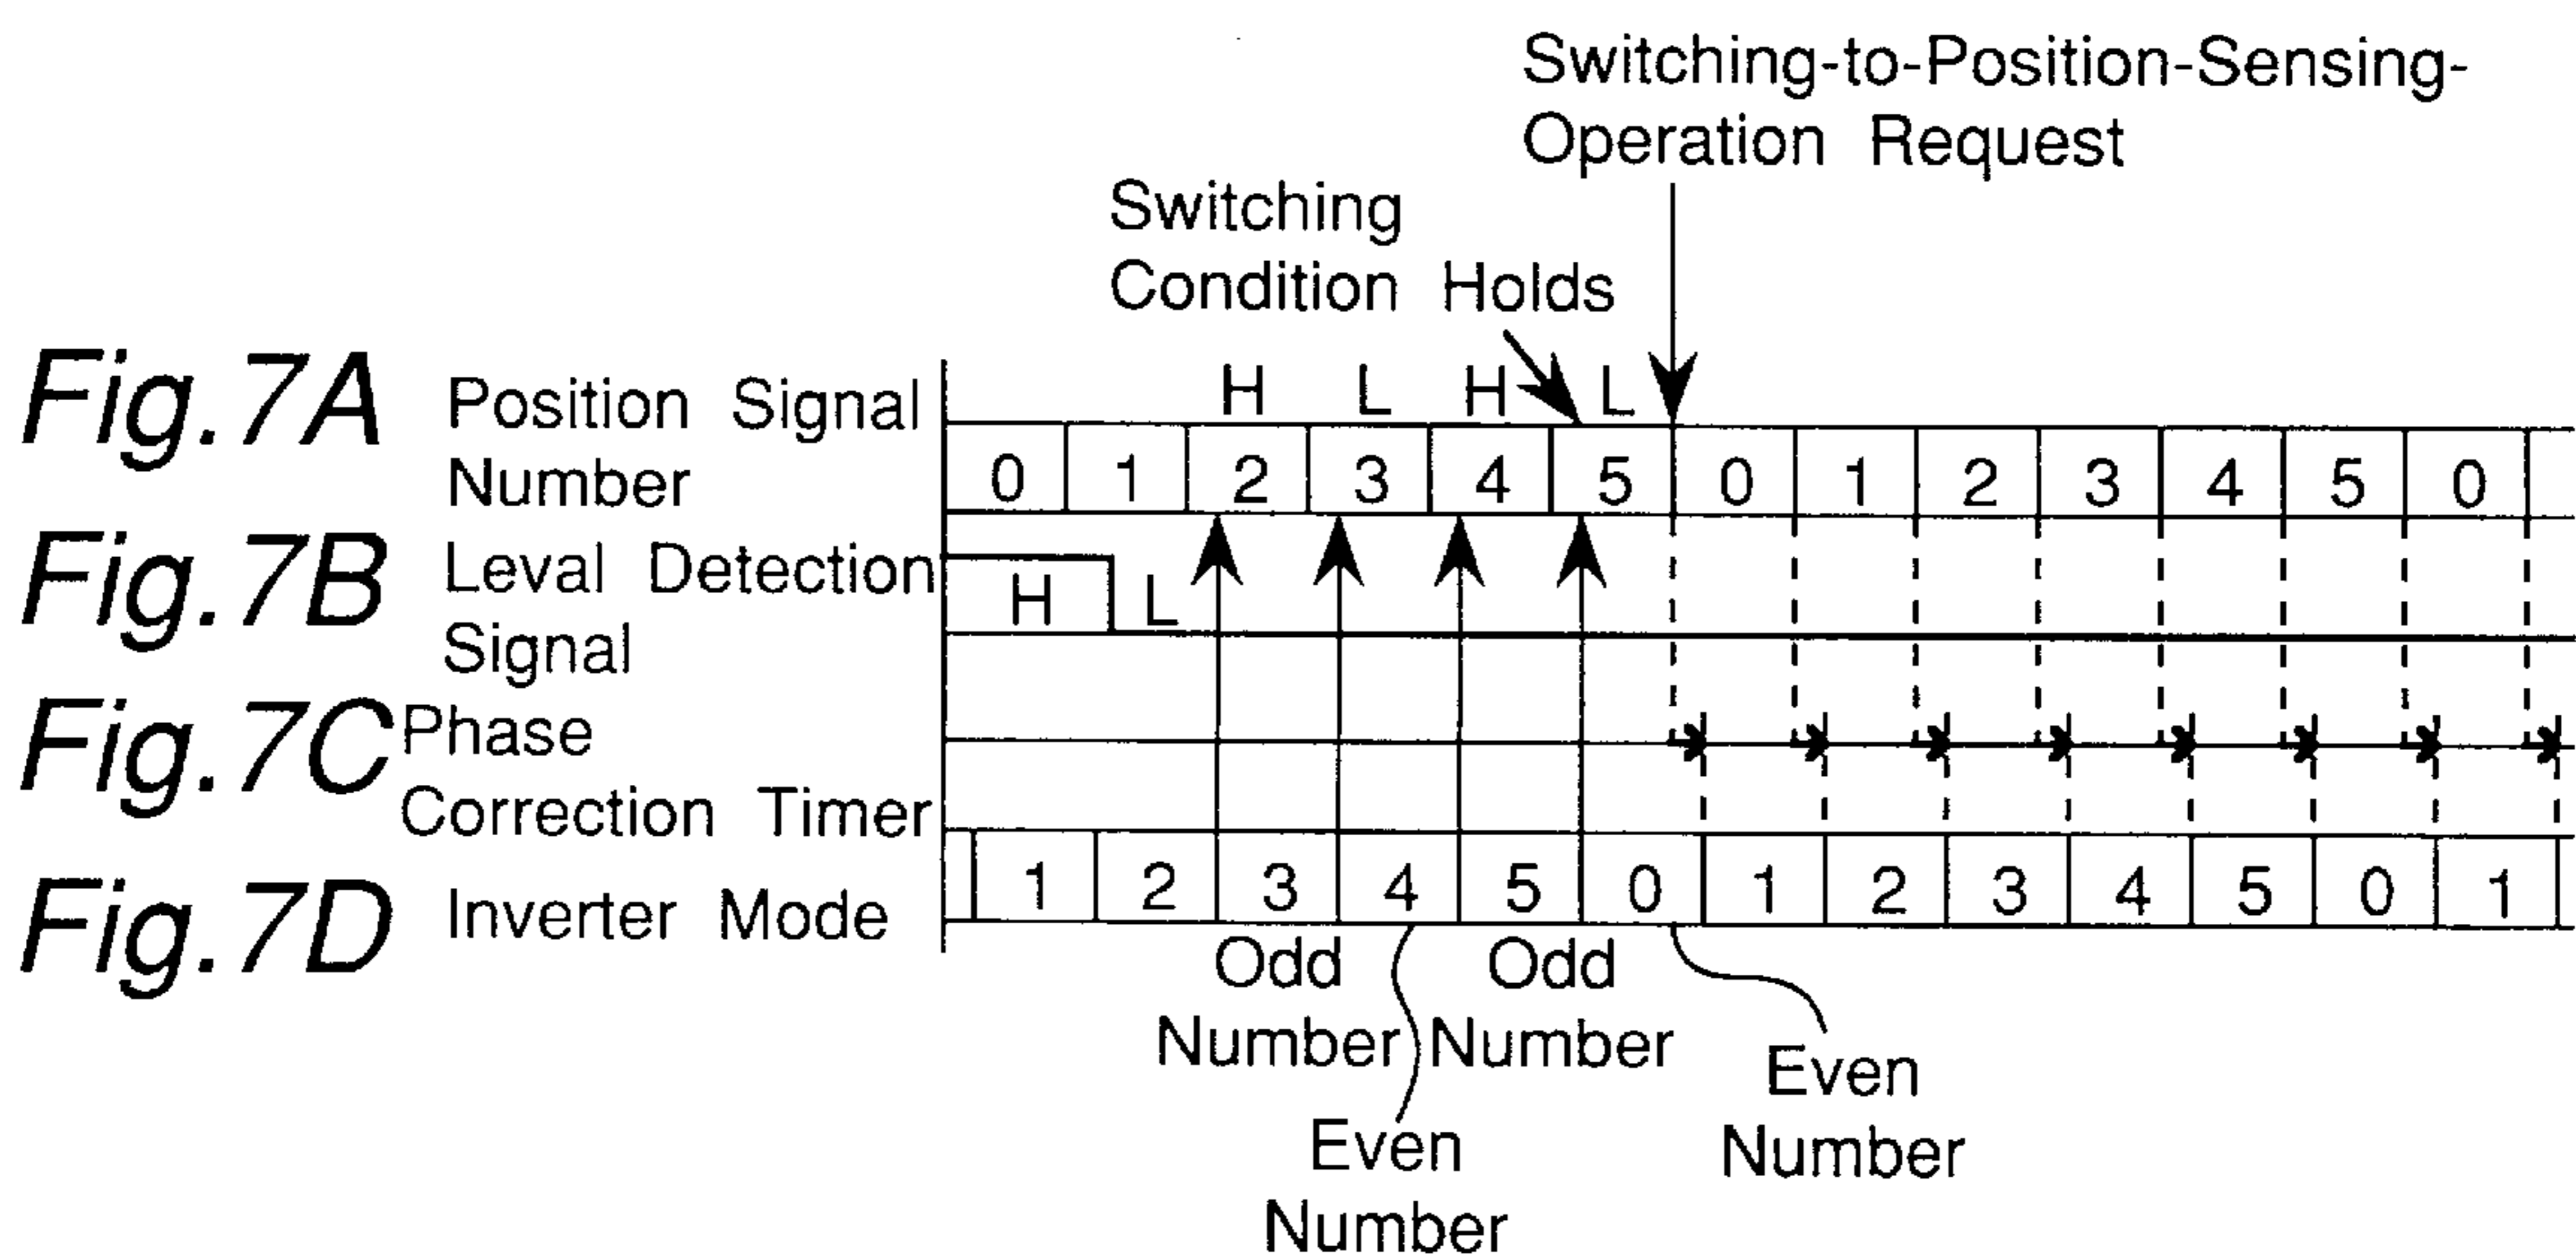 Switching-to-Position-Sensing-
Operation Request
Switching
Condition Holds
Fig.7A Position Signal
Number
H L H L
0 1 2 3 4 5 0 1 2 3 4 5 0
Fig.7B Leval Detection
Signal
H L
Fig.7C Phase
Correction Timer
Fig.7D Inverter Mode
1 2 3 4 5 0 1 2 3 4 5 0 1
Odd
Number
Odd
Number
Even
Number
Even
Number